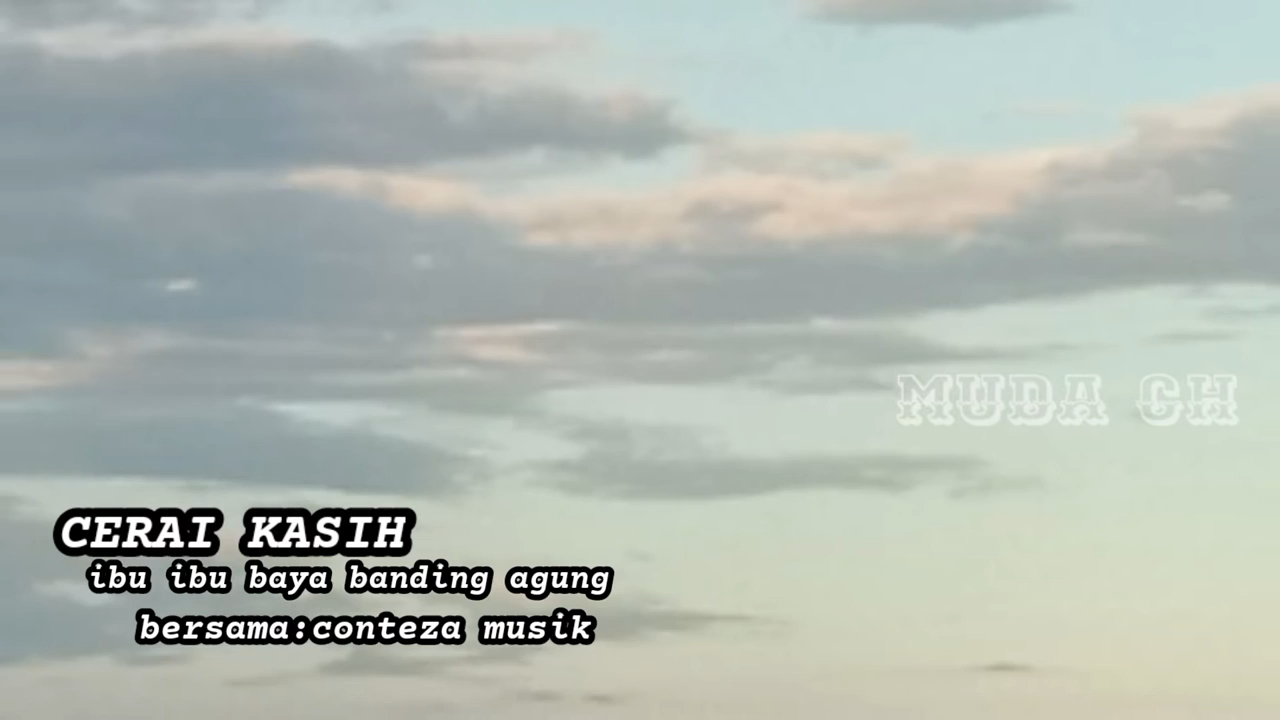 MUDA CH
CERAI KASIH
ibu ibu baya banding agung
bersama:conteza musik